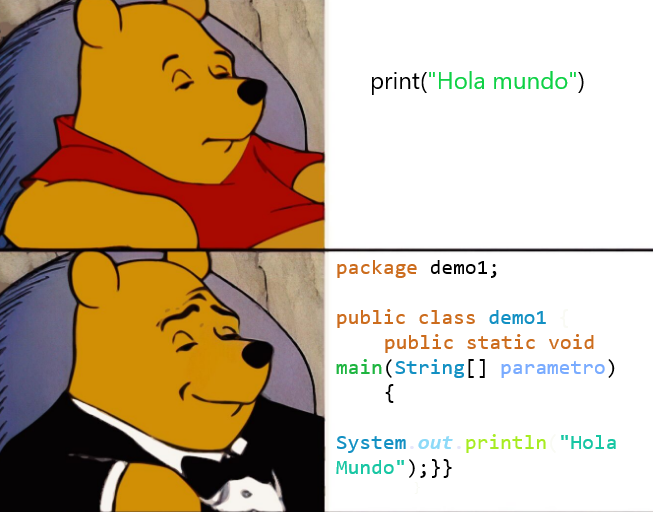 print("Hola mundo")
package demo1;
public class demo1 {
public static void
main(String[] parametro)
{
System.out.println "Hola
Mundo");}}